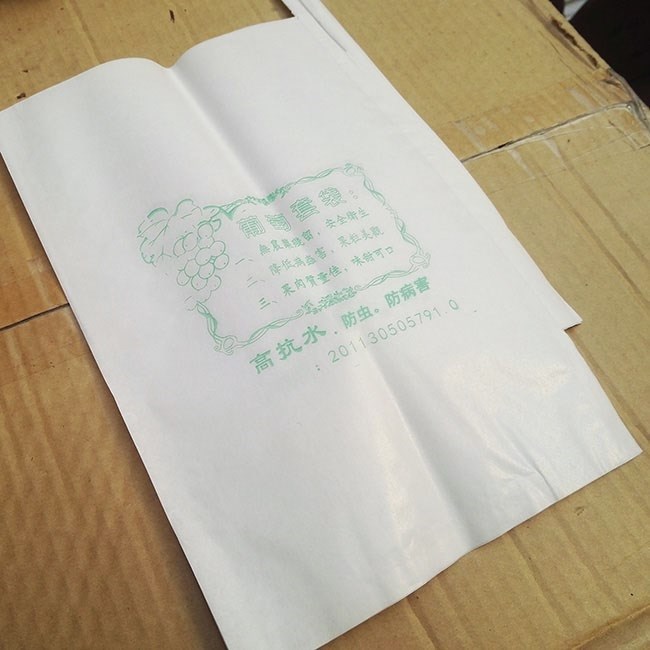 葡萄套袋：
一、無農藥殘留，安全衛生
二、降低病蟲害，果粒美觀
三、果肉質量佳，味甜可口
高抗水．防虫。防病害
：201130505791.0